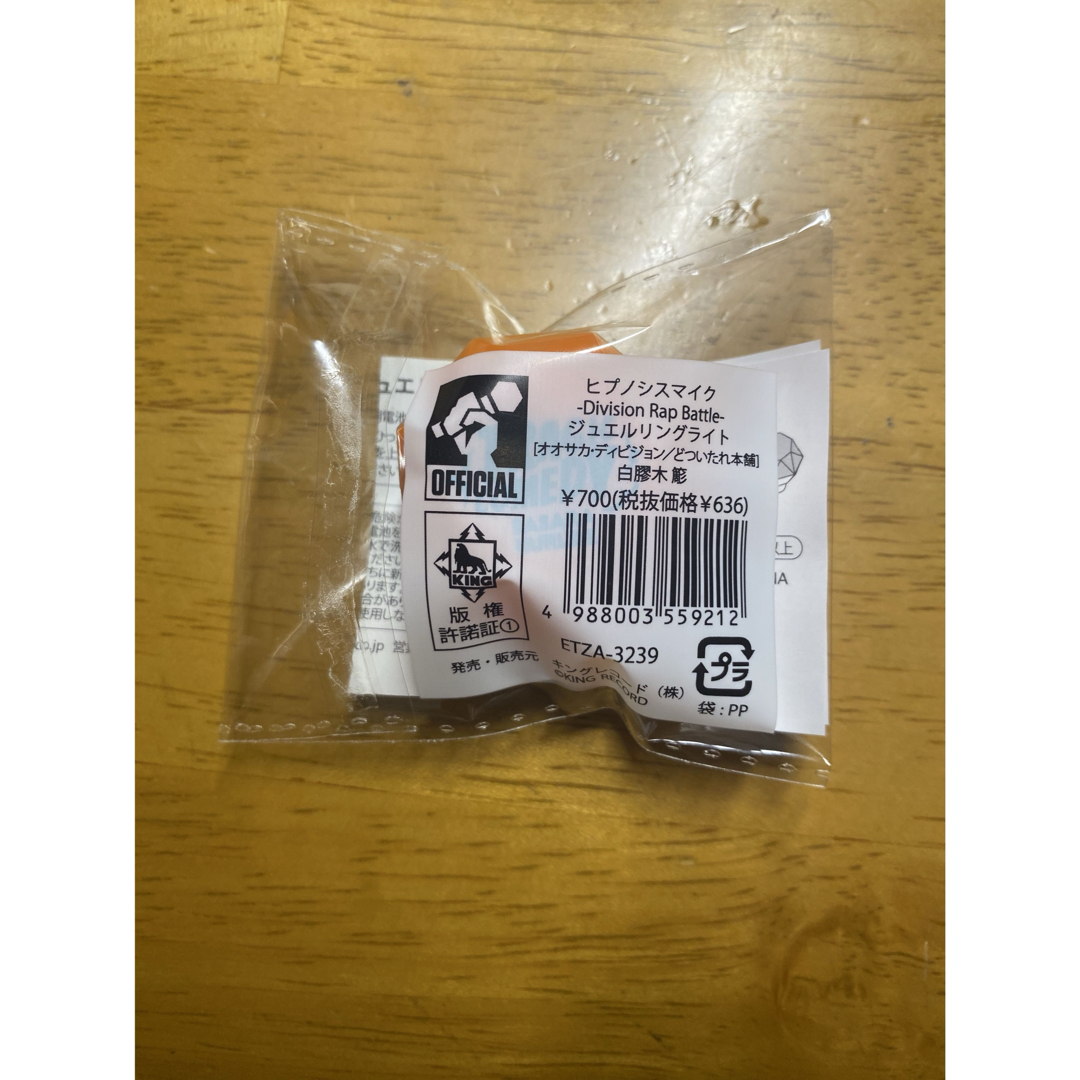 ヒプノシスマイク
-Division Rap Battle-
ジュエルリングライト
[オオサカ・ディビジョン/どついたれ本舗]
白膠木 簓
¥700(税抜価格¥636)
OFFICIAL
KING
版権
許諾証①
4 988003 559212
ETZA-3239
発売・販売元 キングレコード(株)
©KING RECORD
プラ
袋:PP